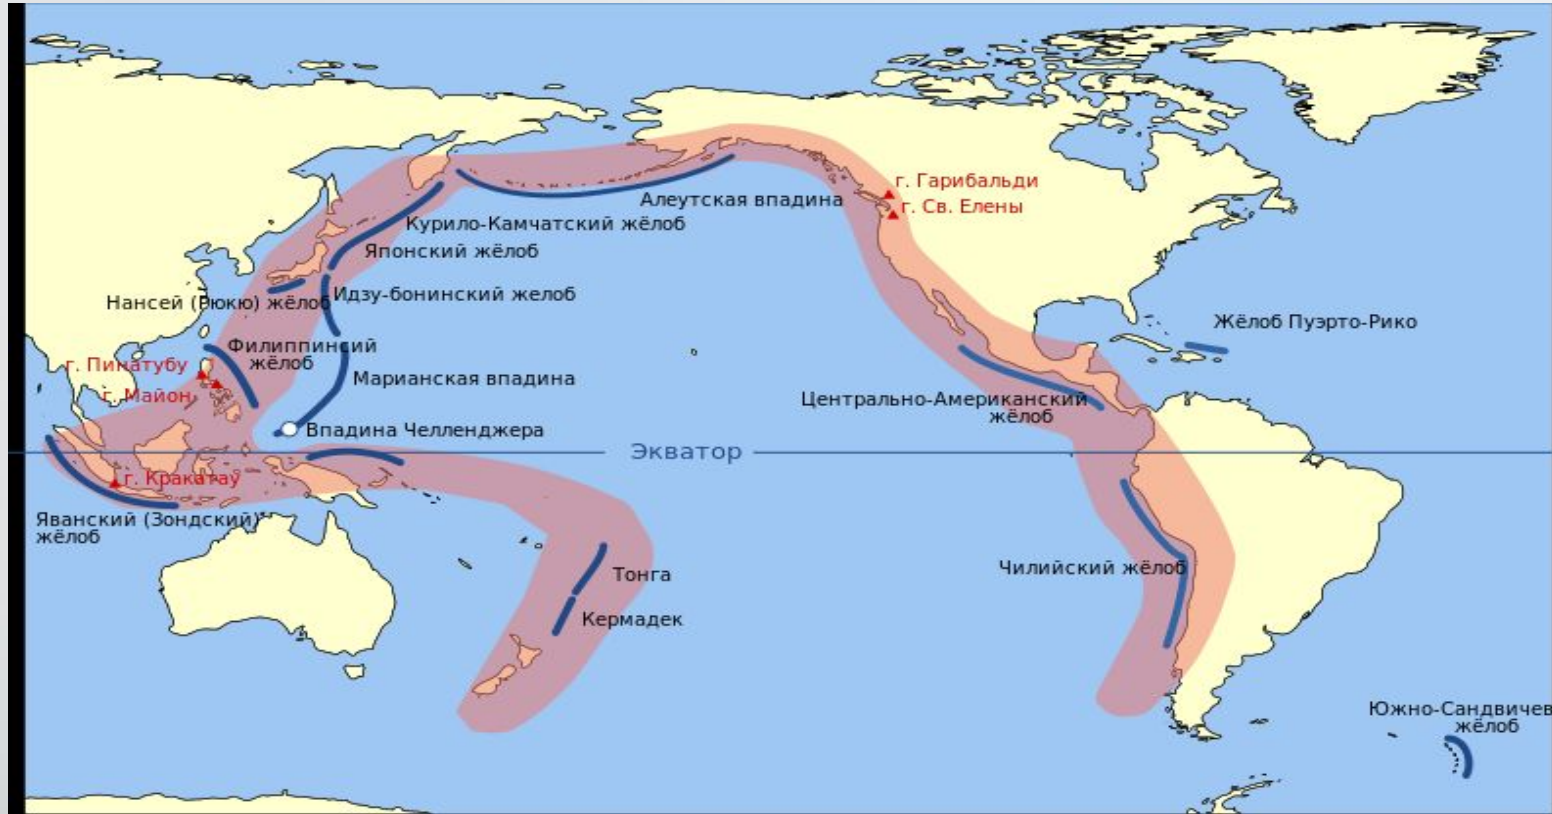 г. Гарибальди
г. Св. Елены
Алеутская впадина
Курило-Камчатский жёлоб
Японский жёлоб
Идзу-бонинский желоб
Нансей (Рюкю) жёлоб
Жёлоб Пуэрто-Рико
Филиппинсий
жёлоб
г. Пинатубу
г. Майон
Марианская впадина
Центрально-Американский
жёлоб
Впадина Челленджера
Экватор
г. Кракатау
Яванский (Зондский)
жёлоб
Чилийский жёлоб
Тонга
Кермадек
Южно-Сандвичев
жёлоб